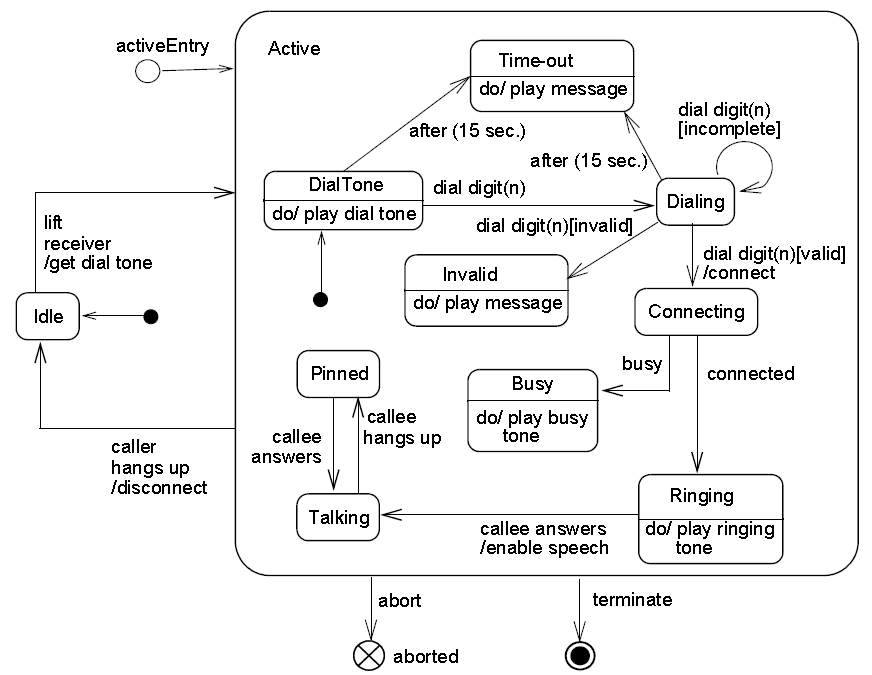 activeEntry
Active
Time-out
do/ play message
dial digit(n)
[incomplete]
after (15 sec.)
after (15 sec.)
DialTone
do/ play dial tone
dial digit(n)
Dialing
dial digit(n)[invalid]
lift
receiver
/get dial tone
dial digit(n)[valid]
/connect
Invalid
do/ play message
Idle
Connecting
Pinned
busy
connected
Busy
do/ play busy
tone
callee
answers
callee
hangs up
caller
hangs up
/disconnect
Talking
Ringing
do/ play ringing
tone
callee answers
/enable speech
abort
terminate
aborted